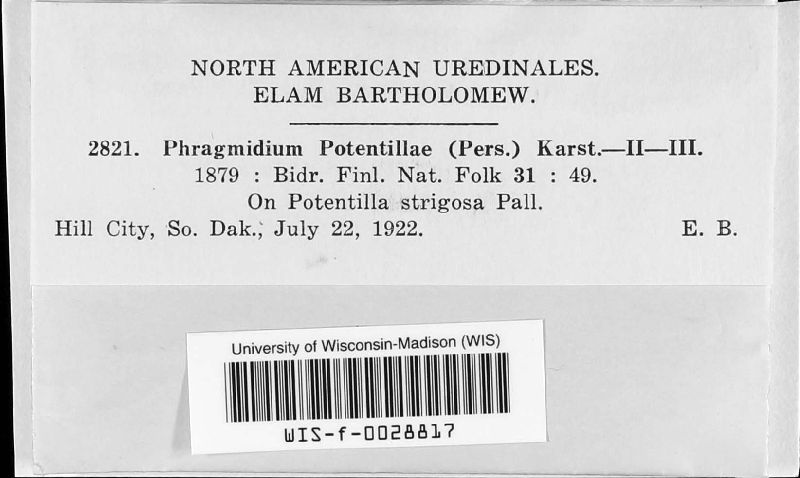 NORTH AMERICAN UREDINALES.
ELAM BARTHOLOMEW.
2821. Phragmidium Potentillae (Pers.) Karst.—II—III.
1879 : Bidr. Finl. Nat. Folk 31 : 49.
On Potentilla strigosa Pall.
Hill City, So. Dak., July 22, 1922. E. B.
University of Wisconsin-Madison (WIS)
WIS-f-0028817